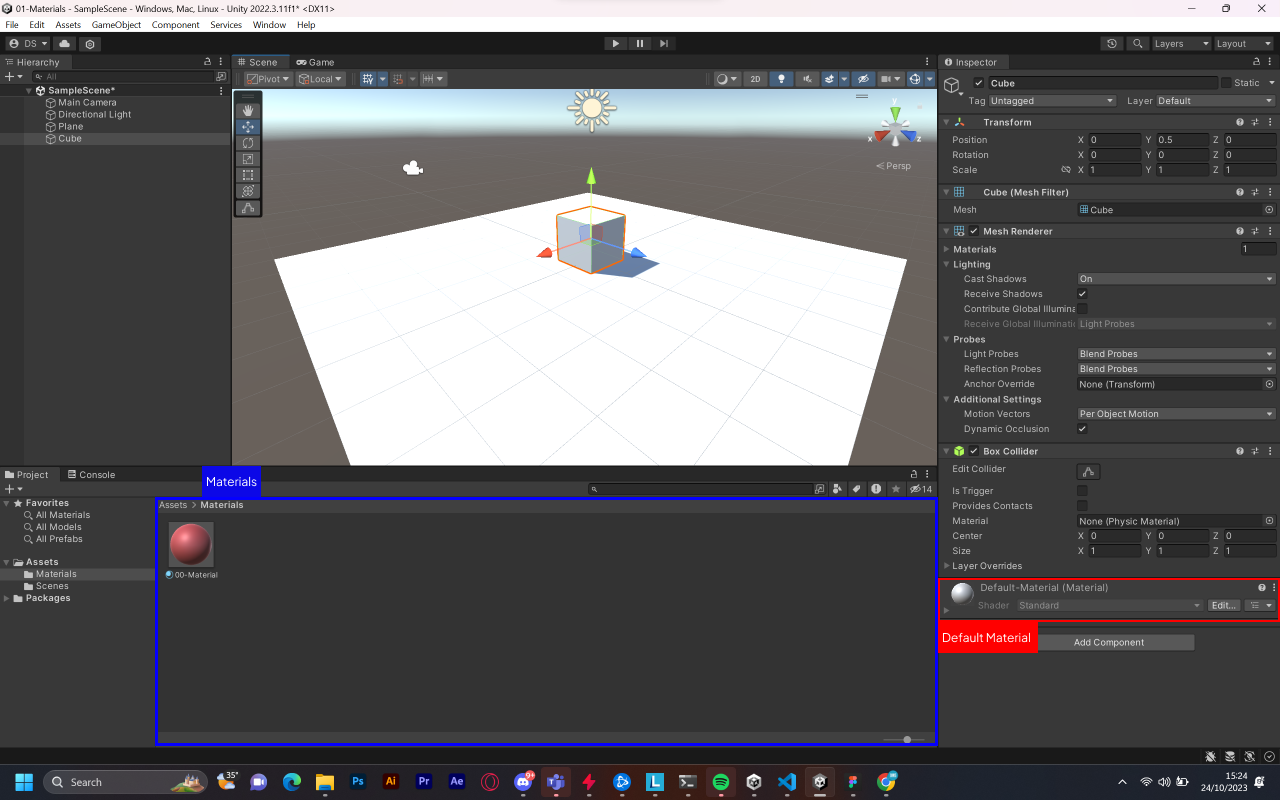 01-Materials - SampleScene - Windows, Mac, Linux - Unity 2022.3.11f1* <DX11>
File Edit Assets GameObject Component Services Window Help
DS
Layers Layout
Hierarchy
All
SampleScene*
Main Camera
Directional Light
Plane
Cube
Scene Game
Pivot Local 2D
y
x z
Persp
Inspector
Cube Static
Tag Untagged Layer Default
Transform
Position X 0 Y 0.5 Z 0
Rotation X 0 Y 0 Z 0
Scale X 1 Y 1 Z 1
Cube (Mesh Filter)
Mesh Cube
Mesh Renderer
Materials 1
Lighting
Cast Shadows On
Receive Shadows
Contribute Global Illumina
Receive Global Illuminati Light Probes
Probes
Light Probes Blend Probes
Reflection Probes Blend Probes
Anchor Override None (Transform)
Additional Settings
Motion Vectors Per Object Motion
Dynamic Occlusion
Box Collider
Edit Collider
Is Trigger
Provides Contacts
Material None (Physic Material)
Center X 0 Y 0 Z 0
Size X 1 Y 1 Z 1
Layer Overrides
Default-Material (Material)
Shader Standard Edit...
Default Material
Add Component
Project Console
Materials
14
Favorites
All Materials
All Models
All Prefabs
Assets
Materials
Scenes
Packages
Assets > Materials
00-Material
Search
35°
Ps Ai Pr Ae
9+
L
15:24
24/10/2023